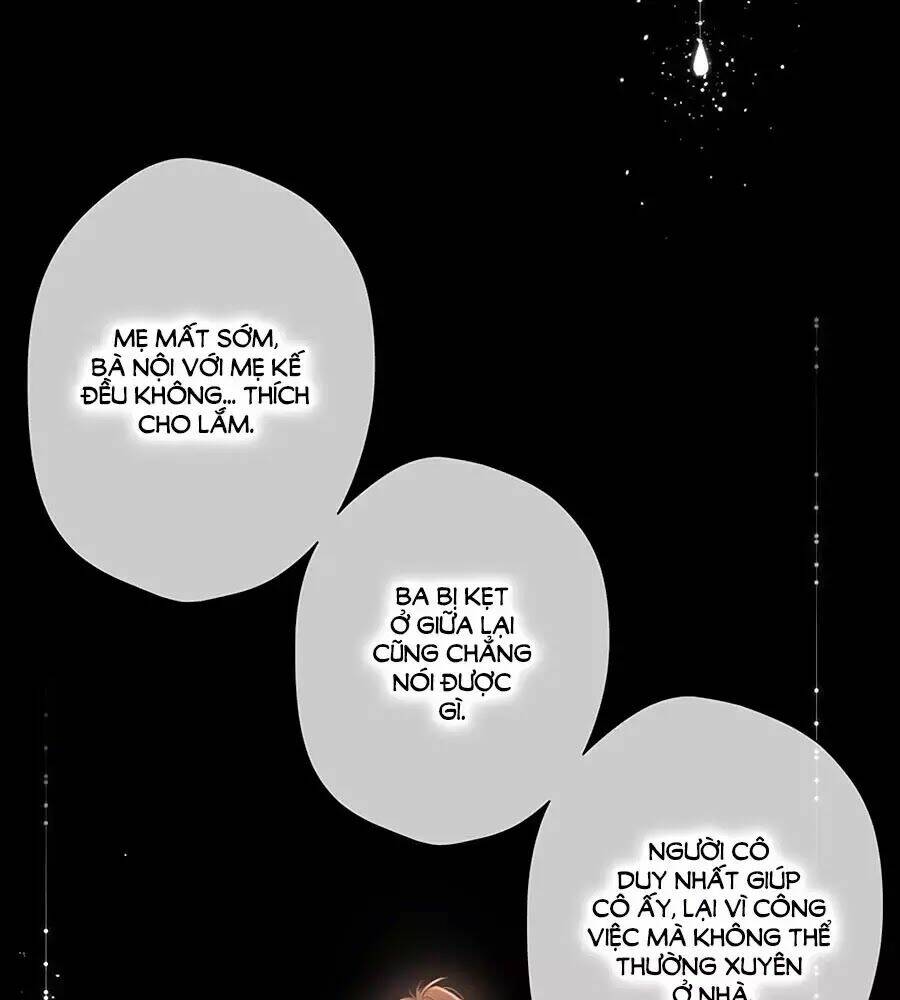 MẸ MẤT SỚM,
BÀ NỘI VỚI MẸ KẾ
ĐỀU KHÔNG... THÍCH
CHO LẮM.
BA BỊ KẸT
Ở GIỮA LẠI
CŨNG CHẲNG
NÓI ĐƯỢC
GÌ.
NGƯỜI CÔ
DUY NHẤT GIÚP
CÔ ẤY, LẠI VÌ CÔNG
VIỆC MÀ KHÔNG THỂ
THƯỜNG XUYÊN
Ở NHÀ.